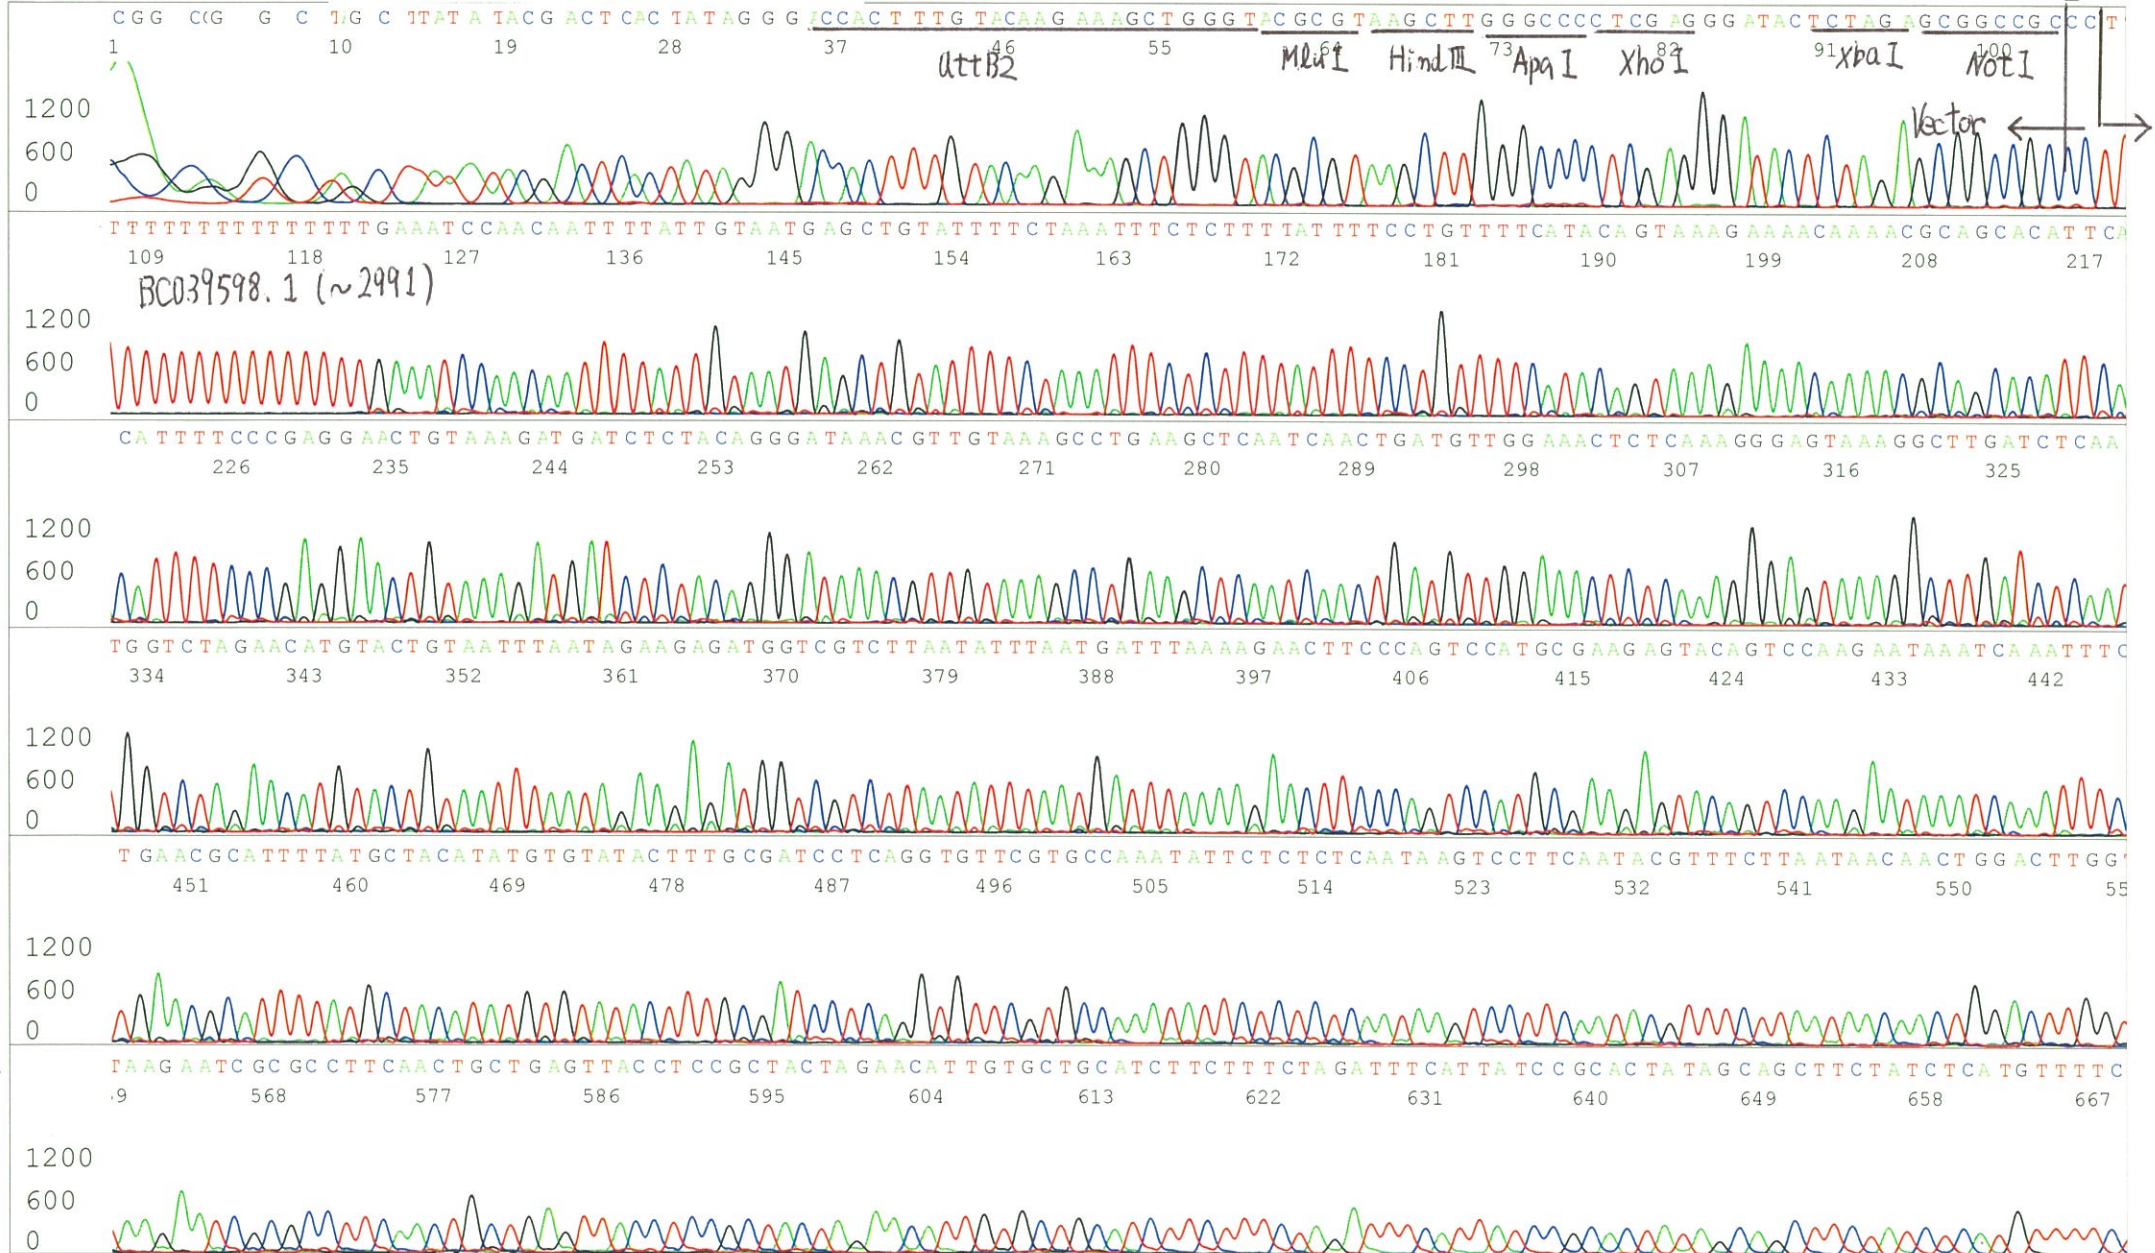 CGG CCG G C TGC TTATA TACG ACTCAC TATAGGG ACCACT TTGTACAAG AAAGCTGGGTACGCGTAAGCTTGGGCCCCTCGAGGGATACTCTAGAGCGGCCGCCCT
1 10 19 28 37 46 55 64 73 82 91 100
attB2 MluI HindIII ApaI XhoI XbaI NotI
Vector
1200
600
0
TTTTTTTTTTTTTTTGAAATCCAACAATTTTATTGTAATGAGCTGTATTTTCTAAATTTCTCTTTTATTTTCCTGTTTTCATACAGTAAAGAAAACAAAACGCAGCACATTCA
109 118 127 136 145 154 163 172 181 190 199 208 217
BC039598.1 (~2991)
1200
600
0
CATTTTCCCGAGGAACTGTAAAGATGATCTCTACAGGGATAAACGTTGTAAAGCCTGAAGCTCAATCAACTGATGTTGGAAACTCTCAAAGGGAGTAAAGGCTTGATCTCAA
226 235 244 253 262 271 280 289 298 307 316 325
1200
600
0
TGGTCTAGAACATGTACTGTAATTTAATAGAAGAGATGGTCGTCTTAATATTTAATGATTTAAAAGAACTTCCCAGTCCATGCGAAGAGTACAGTCCAAGAATAAATCAAATTTC
334 343 352 361 370 379 388 397 406 415 424 433 442
1200
600
0
TGAACGCATTTTATGCTACATATGTGTATACTTTGCGATCCTCAGGTGTTCGTGCCAAATATTCTCTCTCAATAAGTCCTTCAATACGTTTCTTAATAACAACTGGACTTGGT
451 460 469 478 487 496 505 514 523 532 541 550 55
1200
600
0
TAAGAATCGCGCCTTCAACTGCTGAGTTACCTCCGCTACTAGAACATTGTGCTGCATCTTCTTTCTAGATTTCATTATCCGCACTATAGCAGCTTCTATCTCATGTTTTC
9 568 577 586 595 604 613 622 631 640 649 658 667
1200
600
0